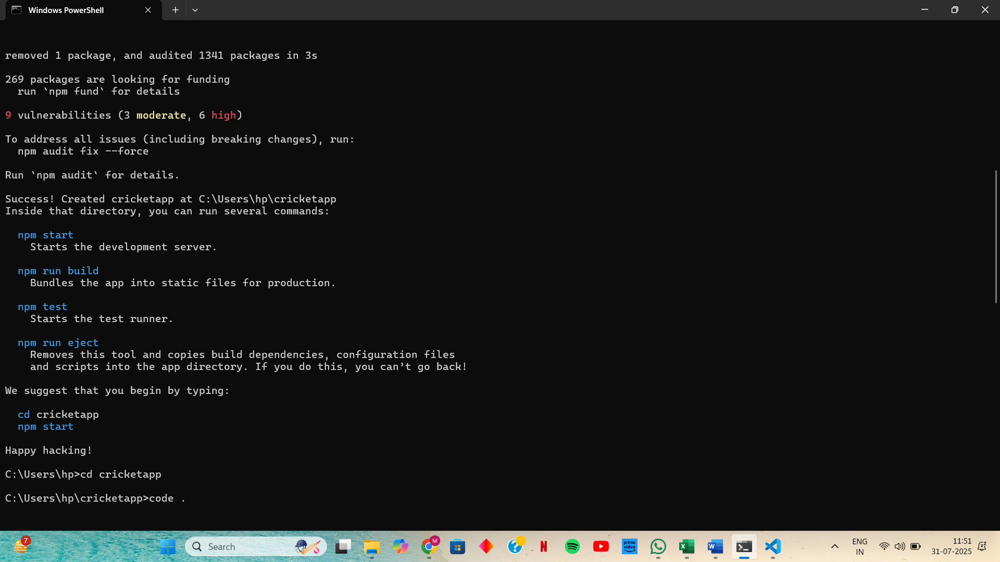 Windows PowerShell
removed 1 package, and audited 1341 packages in 3s
269 packages are looking for funding
run `npm fund` for details
9 vulnerabilities (3 moderate, 6 high)
To address all issues (including breaking changes), run:
npm audit fix --force
Run `npm audit` for details.
Success! Created cricketapp at C:\Users\hp\cricketapp
Inside that directory, you can run several commands:
npm start
Starts the development server.
npm run build
Bundles the app into static files for production.
npm test
Starts the test runner.
npm run eject
Removes this tool and copies build dependencies, configuration files
and scripts into the app directory. If you do this, you can’t go back!
We suggest that you begin by typing:
cd cricketapp
npm start
Happy hacking!
C:\Users\hp>cd cricketapp
C:\Users\hp\cricketapp>code .
7
Search
M
prime video
ENG
IN
11:51
31-07-2025